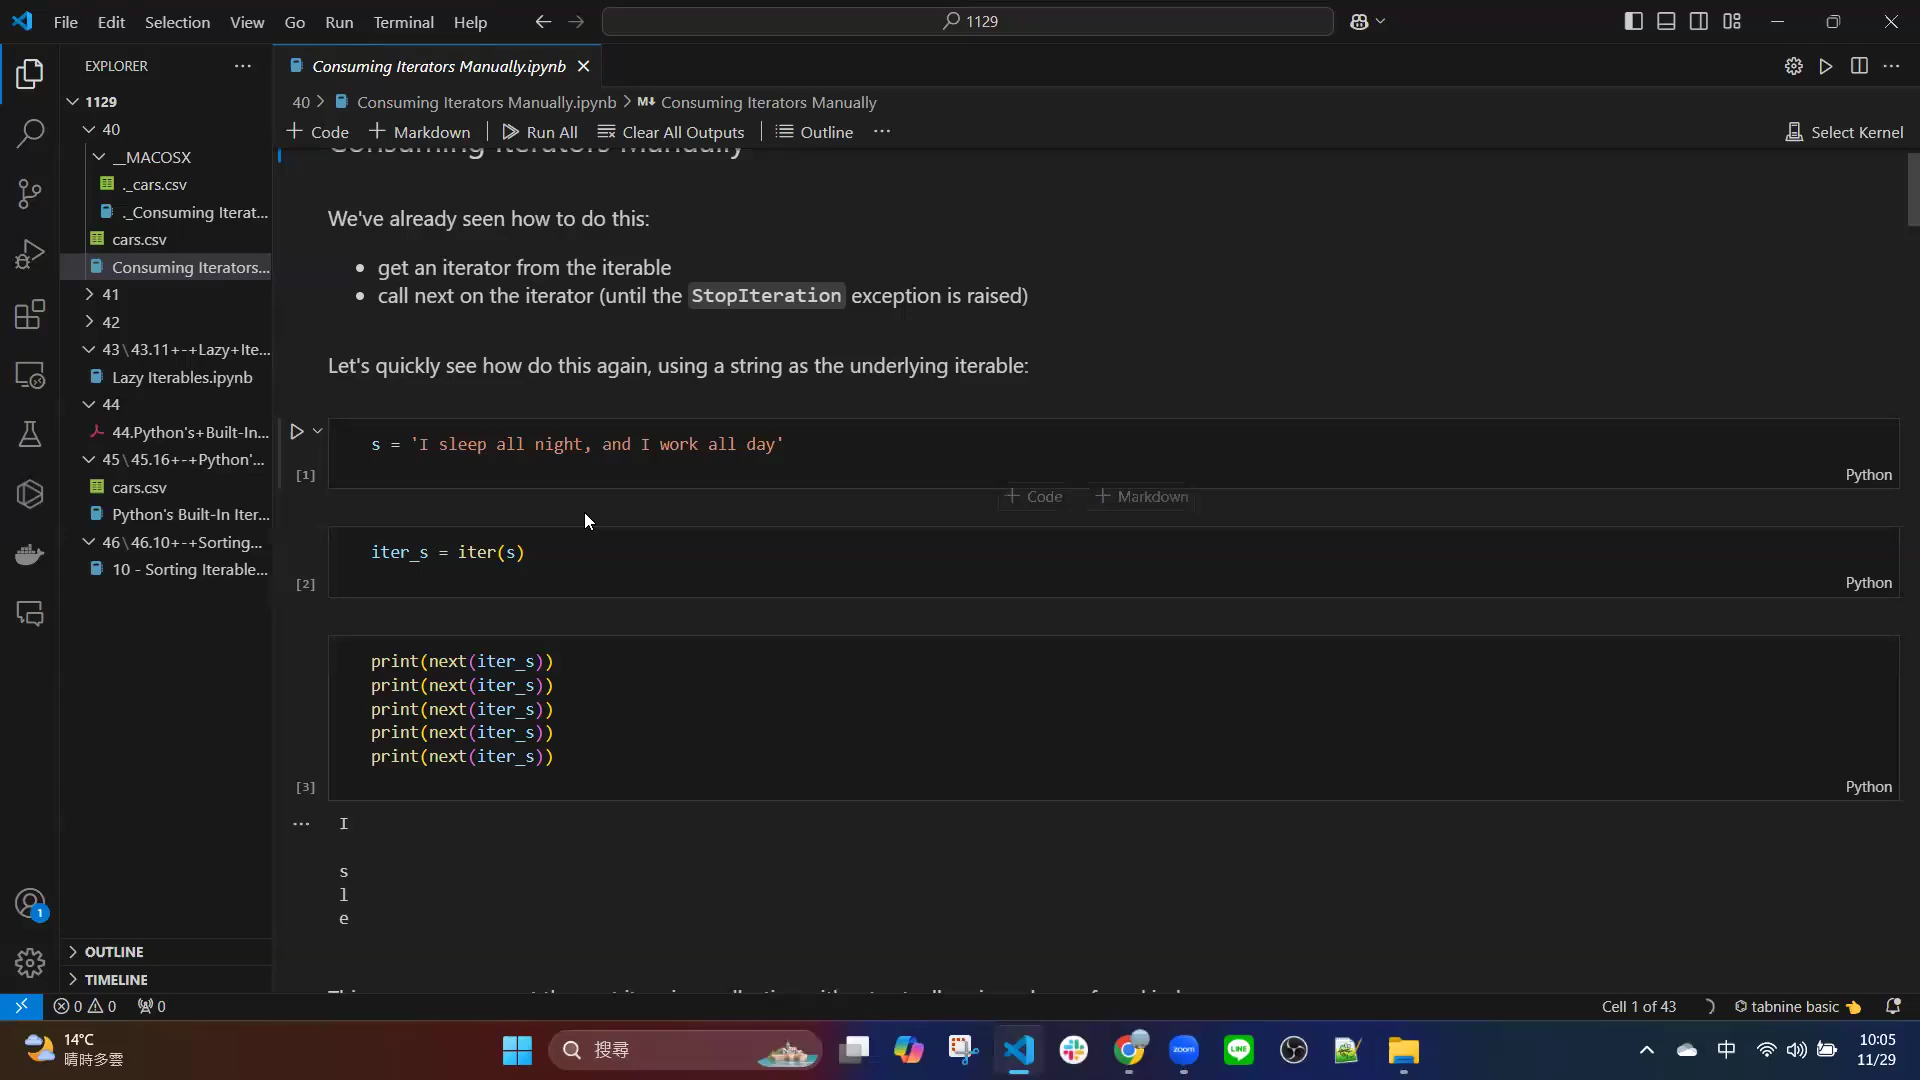 File Edit Selection View Go Run Terminal Help
1129
EXPLORER
1129
40
__MACOSX
._cars.csv
._Consuming Iterat...
cars.csv
Consuming Iterators...
41
42
43\43.11+-+Lazy+Ite...
Lazy Iterables.ipynb
44
44.Python's+Built-In...
45\45.16+-+Python'...
cars.csv
Python's Built-In Iter...
46\46.10+-+Sorting...
10 - Sorting Iterable...
OUTLINE
TIMELINE
Consuming Iterators Manually.ipynb
40 > Consuming Iterators Manually.ipynb > M↓ Consuming Iterators Manually
+ Code + Markdown Run All Clear All Outputs Outline ... Select Kernel
Consuming Iterators Manually
We've already seen how to do this:
• get an iterator from the iterable
• call next on the iterator (until the StopIteration exception is raised)
Let's quickly see how do this again, using a string as the underlying iterable:
s = 'I sleep all night, and I work all day'
[1]
Python
+ Code + Markdown
iter_s = iter(s)
[2]
Python
print(next(iter_s))
print(next(iter_s))
print(next(iter_s))
print(next(iter_s))
print(next(iter_s))
[3]
Python
... I
s
l
e
1
0 0 0
Cell 1 of 43
tabnine basic
14°C
晴時多雲
搜尋
zoom
LINE
中
10:05
11/29